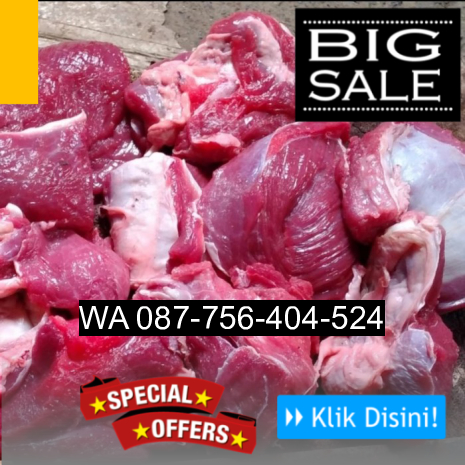 BIG
SALE
WA 087-756-404-524
SPECIAL
OFFERS
Klik Disini!